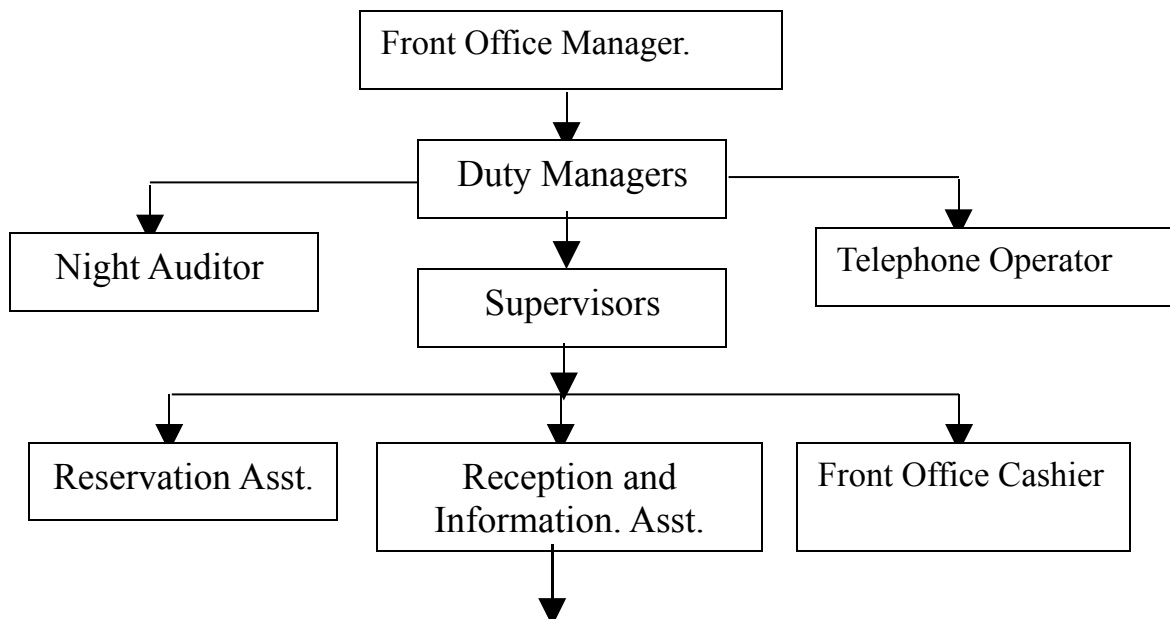 Front Office Manager.
Duty Managers
Night Auditor
Telephone Operator
Supervisors
Reservation Asst.
Reception and
Information. Asst.
Front Office Cashier